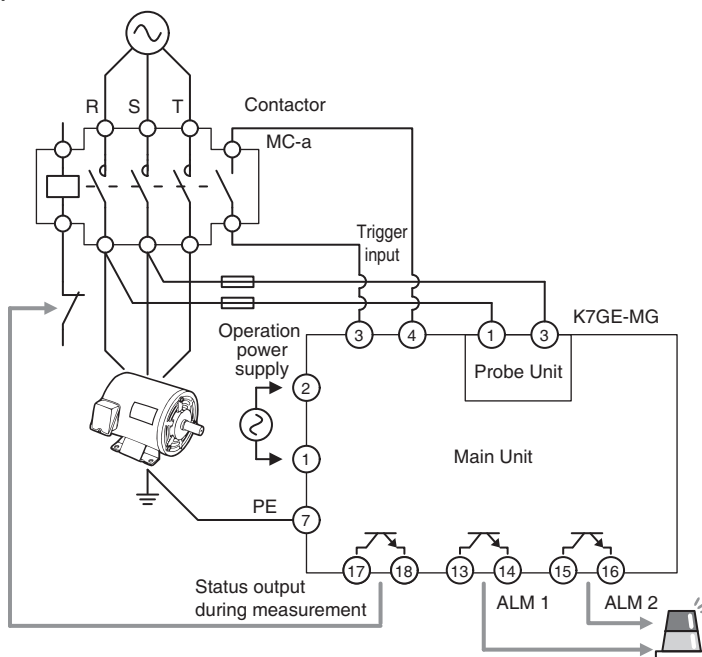 R S T
Contactor
MC-a
Trigger
input
3 4 1 3
K7GE-MG
Probe Unit
Operation
power
supply
2
1
Main Unit
PE
7
17 18 13 14 15 16
Status output
during measurement
ALM 1
ALM 2